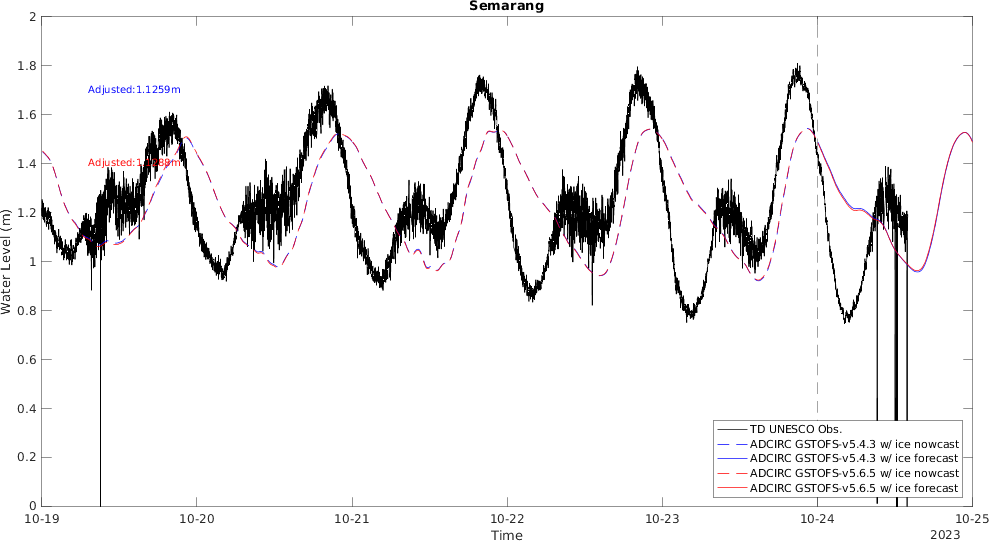 Semarang
2
1.8
1.6
1.4
1.2
1
0.8
0.6
0.4
0.2
0
Water Level (m)
Adjusted:1.1259m
TD UNESCO Obs.
ADCIRC GSTOFS-v5.4.3 w/ ice nowcast
ADCIRC GSTOFS-v5.4.3 w/ ice forecast
ADCIRC GSTOFS-v5.6.5 w/ ice nowcast
ADCIRC GSTOFS-v5.6.5 w/ ice forecast
10-19
10-20
10-21
10-22
10-23
10-24
10-25
Time
2023